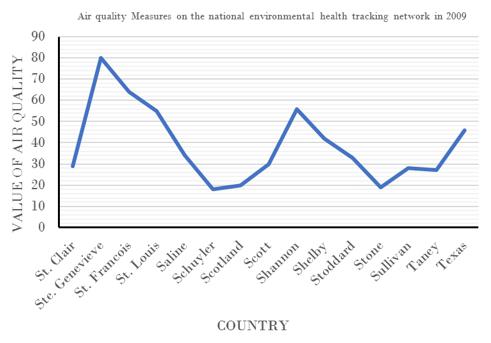 Air quality Measures on the national environmental health tracking network in 2009
VALUE OF AIR QUALITY
90
80
70
60
50
40
30
20
10
0
St. Clair
Ste. Genevieve
St. Francois
St. Louis
Saline
Schuyler
Scotland
Scott
Shannon
Shelby
Stoddard
Stone
Sullivan
Taney
Texas
COUNTRY